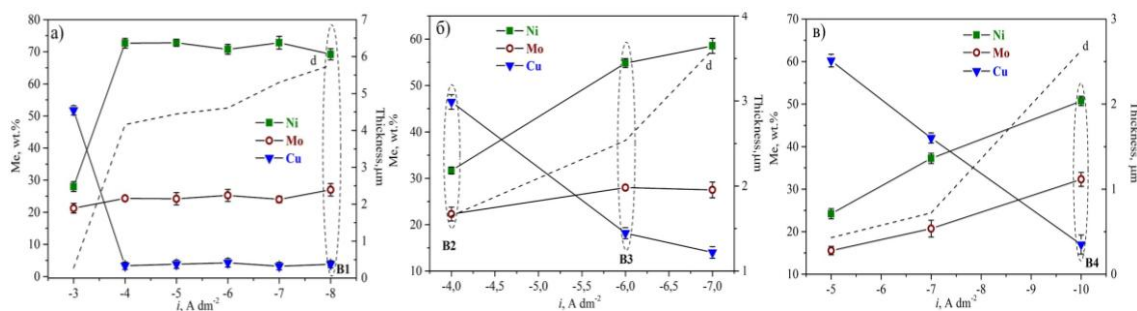 а)
Ni
Mo
Cu
d
B1
Me, wt.%
80
70
60
50
40
30
20
10
0
-3 -4 -5 -6 -7 -8
i, A dm-2
7
6
5
4
3
2
1
0
Thickness,μm
б)
Ni
Mo
Cu
d
B2
B3
Me, wt.%
70
60
50
40
30
20
10
-4,0 -4,5 -5,0 -5,5 -6,0 -6,5 -7,0
i, A dm-2
4
3
2
1
Thickness,μm
в)
Ni
Mo
Cu
d
B4
Me, wt.%
70
60
50
40
30
20
10
-5 -7 -10
i, A dm-2
3
2
1
0
Thickness, μm